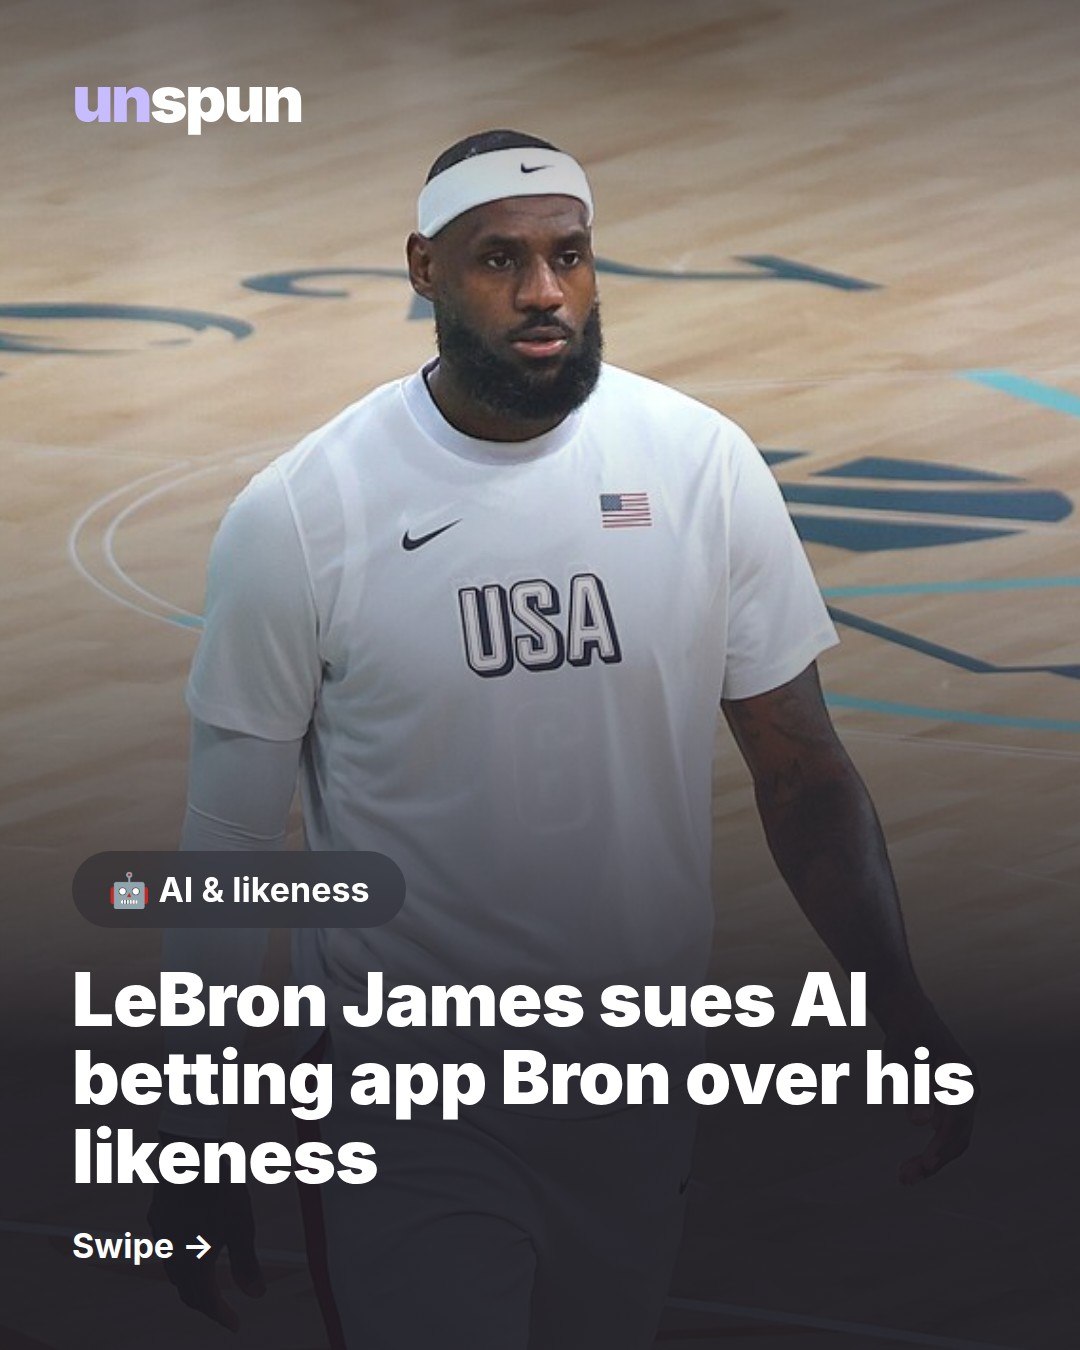 unspun
USA
🤖 AI & likeness
LeBron James sues AI
betting app Bron over his
likeness
Swipe →